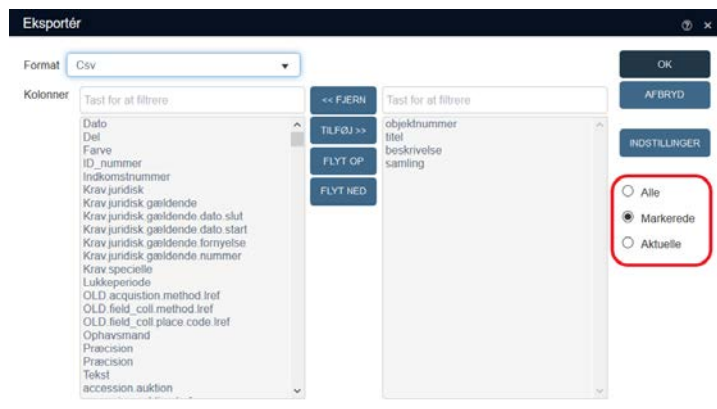 Eksportér
Format Csv
OK
Kolonner
Tast for at filtrere
<< FJERN
Tast for at filtrere
AFBRYD
Dato
Del
Farve
ID_nummer
Indkomstnummer
Krav.juridisk
Krav.juridisk.gældende
Krav.juridisk.gældende.dato.slut
Krav.juridisk.gældende.dato.start
Krav.juridisk.gældende.fornyelse
Krav.juridisk.gældende.nummer
Krav.specielle
Lukkeperiode
OLD.acquistion.method.lref
OLD.field_coll.method.lref
OLD.field_coll.place.code.lref
Ophavsmand
Præcision
Præcision
Tekst
accession.auktion
TILFØJ >>
FLYT OP
FLYT NED
objektnummer
titel
beskrivelse
samling
INDSTILLINGER
Alle
Markerede
Aktuelle